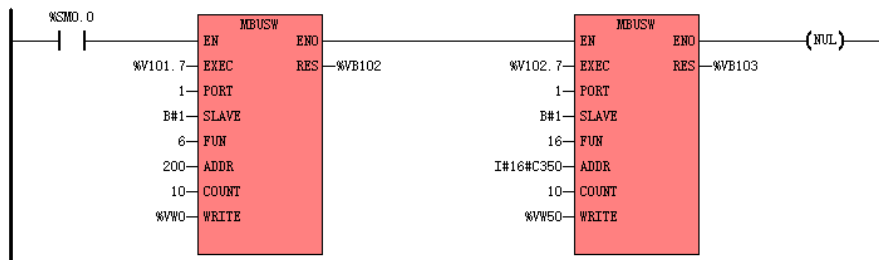 %SM0.0 MBUSW MBUSW
EN ENO EN ENO (NUL)
%V101.7 EXEC RES %VB102 %V102.7 EXEC RES %VB103
1 PORT 1 PORT
B#1 SLAVE B#1 SLAVE
6 FUN 16 FUN
200 ADDR I#16#C350 ADDR
10 COUNT 10 COUNT
%VW0 WRITE %VW50 WRITE